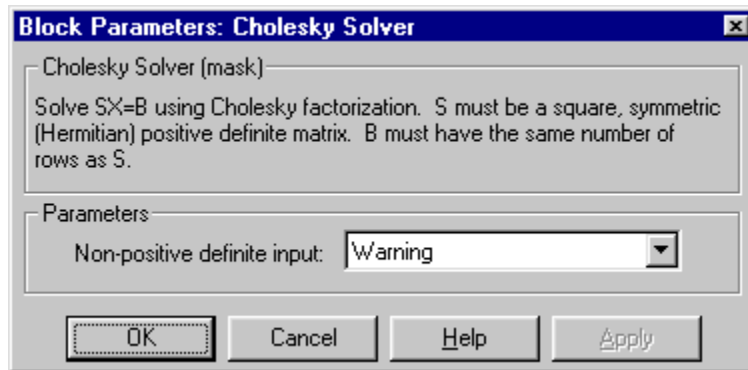 Block Parameters: Cholesky Solver
Cholesky Solver (mask)
Solve SX=B using Cholesky factorization. S must be a square, symmetric
(Hermitian) positive definite matrix. B must have the same number of
rows as S.
Parameters
Non-positive definite input: Warning
OK Cancel Help Apply